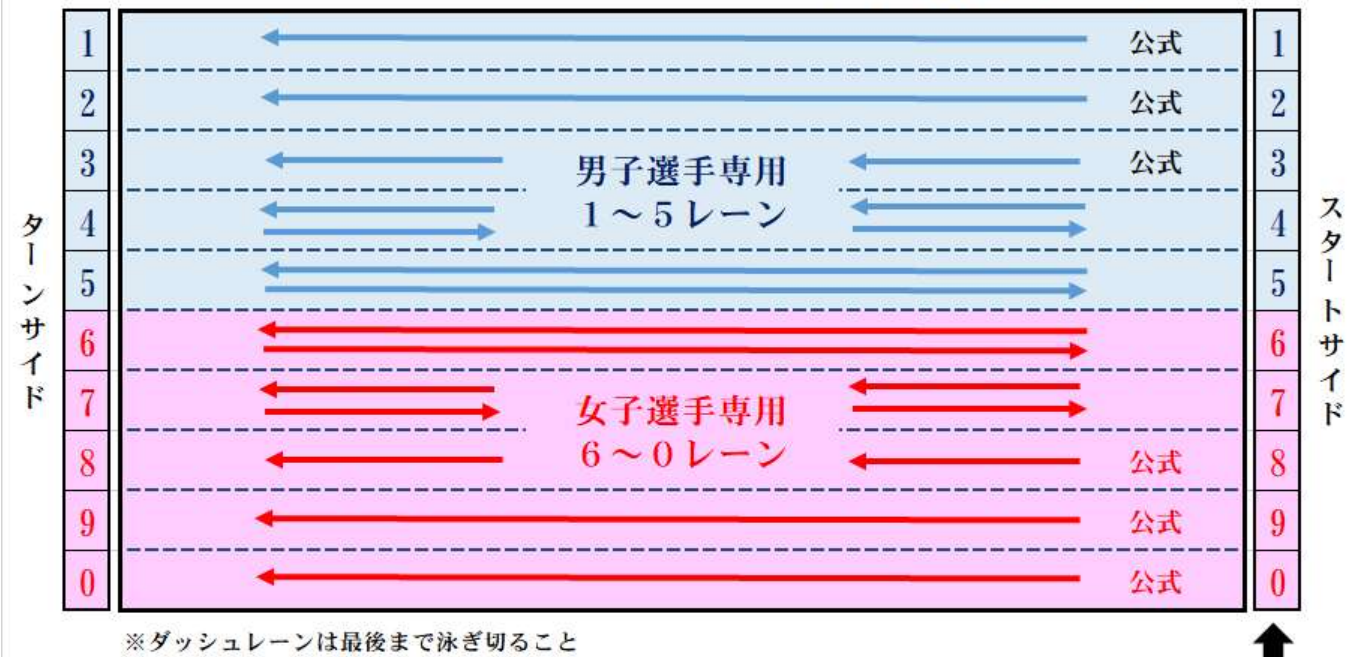 1 公式 1
2 公式 2
3 公式 3
男子選手専用
1～5レーン
4 4
5 5
ターンサイド
スタートサイド
6 6
7 7
女子選手専用
6～0レーン
8 公式 8
9 公式 9
0 公式 0
※ダッシュレーンは最後まで泳ぎ切ること